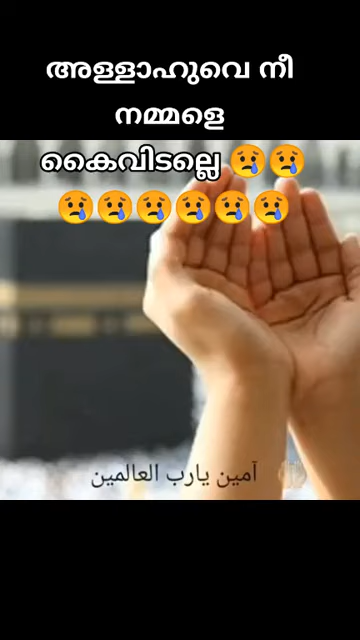 അള്ളാഹുവെ നീ
നമ്മളെ
കൈവിടല്ലെ 😢😢
😢😢😢😢😢😢
آمين يارب العالمين